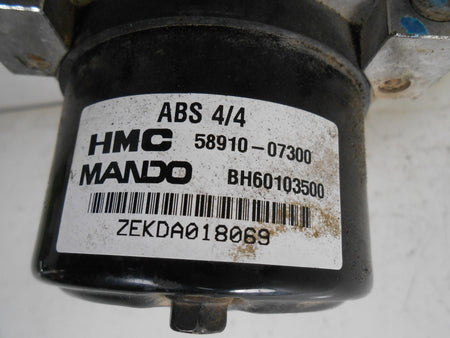 ABS 4/4
HMC 58910-07300
MANDO BH60103500
ZEKDA018069